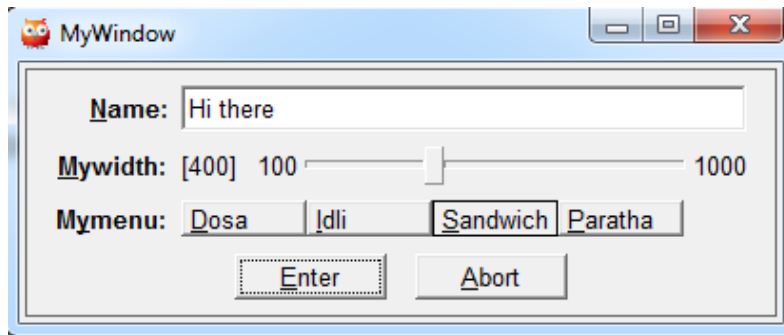 MyWindow
Name: Hi there
Mywidth: [400] 100 1000
Mymenu: Dosa Idli Sandwich Paratha
Enter Abort